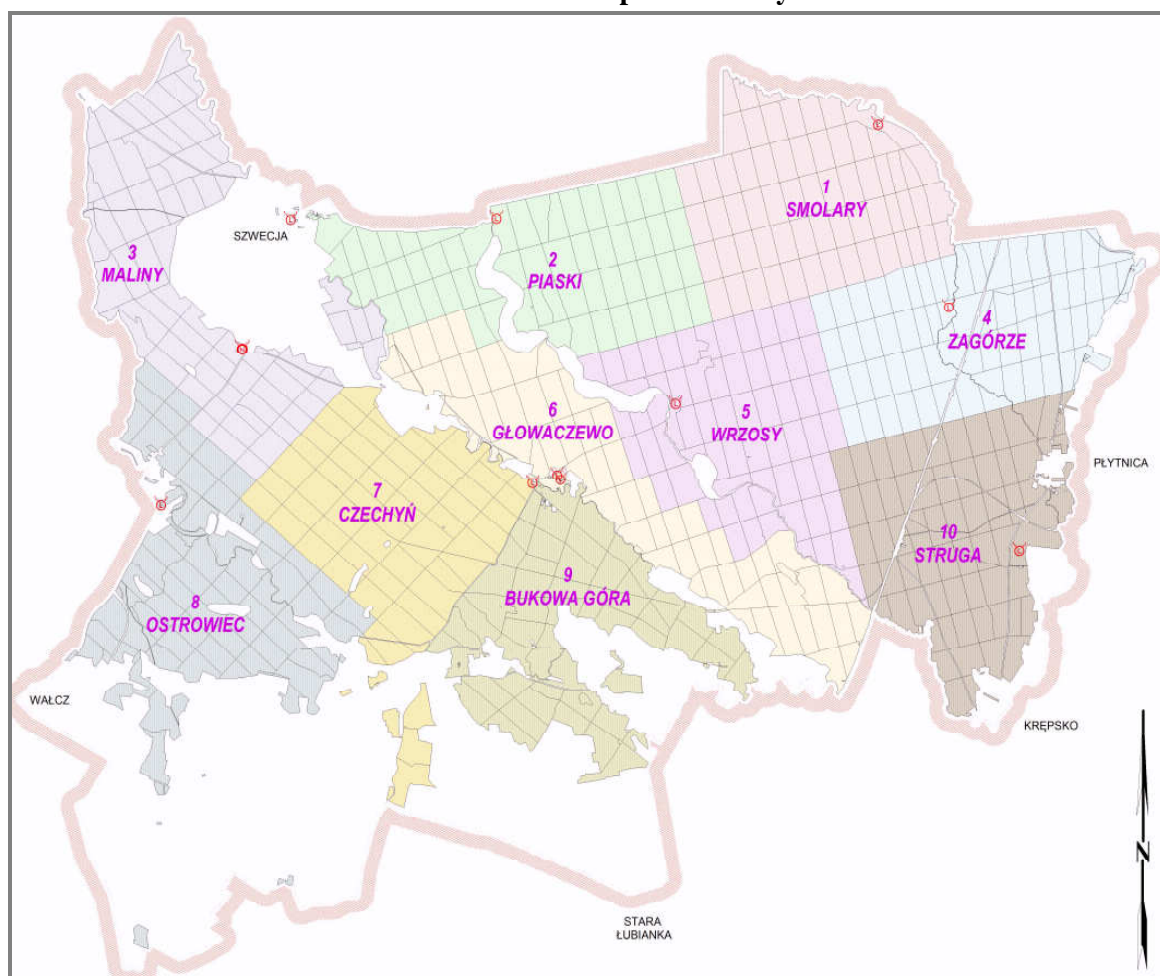 1
SMOLARY
SZWECJA
2
PIASKI
3
MALINY
4
ZAGÓRZE
5
WRZOSY
6
GŁOWACZEWO
PŁYTNICA
7
CZECHYŃ
10
STRUGA
9
BUKOWA GÓRA
8
OSTROWIEC
WAŁCZ
KRĘPSKO
N
STARA
ŁUBIANKA